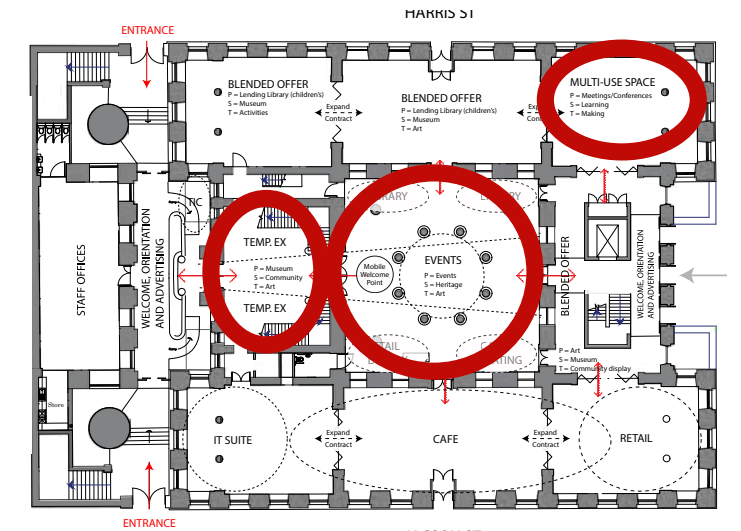 HARRIS ST
ENTRANCE
BLENDED OFFER
P = Lending Library (children's)
S = Museum
T = Activities
Expand
Contract
BLENDED OFFER
P = Lending Library (children's)
S = Museum
T = Art
Contract
MULTI-USE SPACE
P = Meetings/Conferences
S = Learning
T = Making
TIC
STAFF OFFICES
WELCOME, ORIENTATION
AND ADVERTISING
TEMP. EX
P = Museum
S = Community
T = Art
TEMP. EX
Mobile
Welcome
Point
EVENTS
P = Events
S = Heritage
T = Art
BLENDED OFFER
WELCOME, ORIENTATION
AND ADVERTISING
P = Art
S = Museum
T = Community display
Store
IT SUITE
Expand
Contract
CAFE
Expand
Contract
RETAIL
ENTRANCE